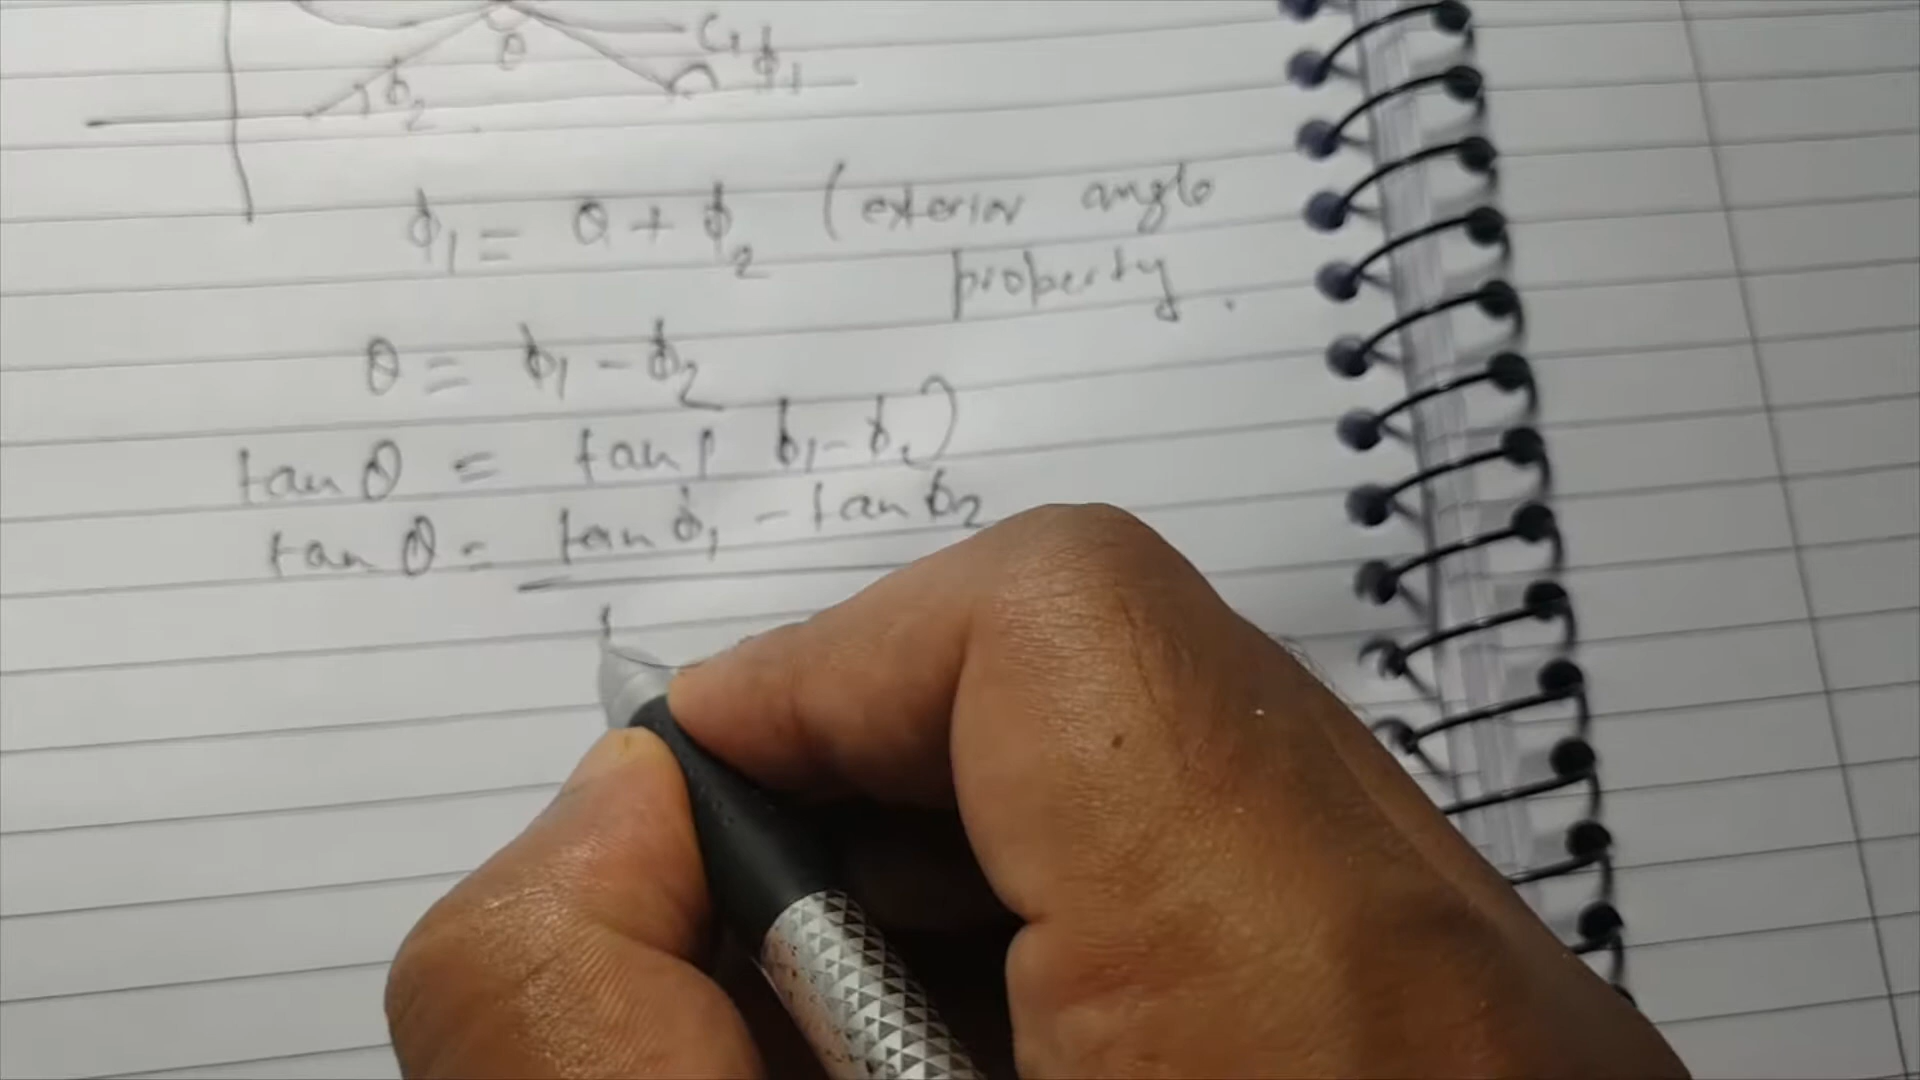 θ C₁ ϕ₁
ϕ₂
ϕ₁ = θ + ϕ₂ (exterior angle
property.
θ = ϕ₁ - ϕ₂
tan θ = tan( ϕ₁ - ϕ₂)
tan θ = tan ϕ₁ - tan ϕ₂
1